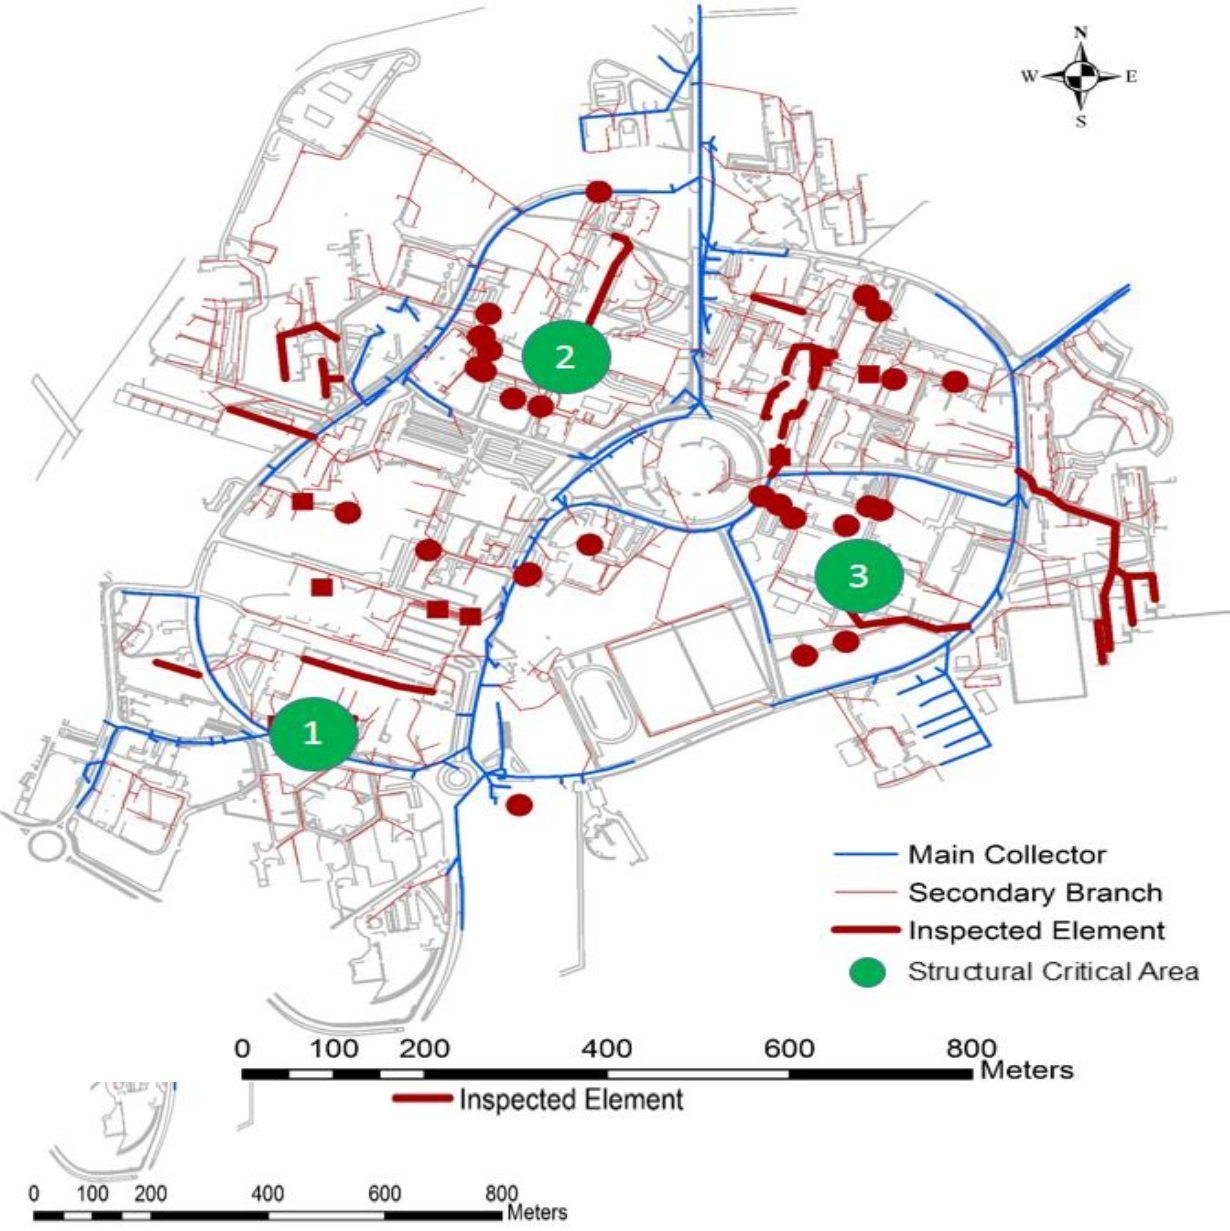 N
W E
S
2
3
1
Main Collector
Secondary Branch
Inspected Element
Structural Critical Area
0 100 200 400 600 800
Meters
Inspected Element
0 100 200 400 600 800
Meters